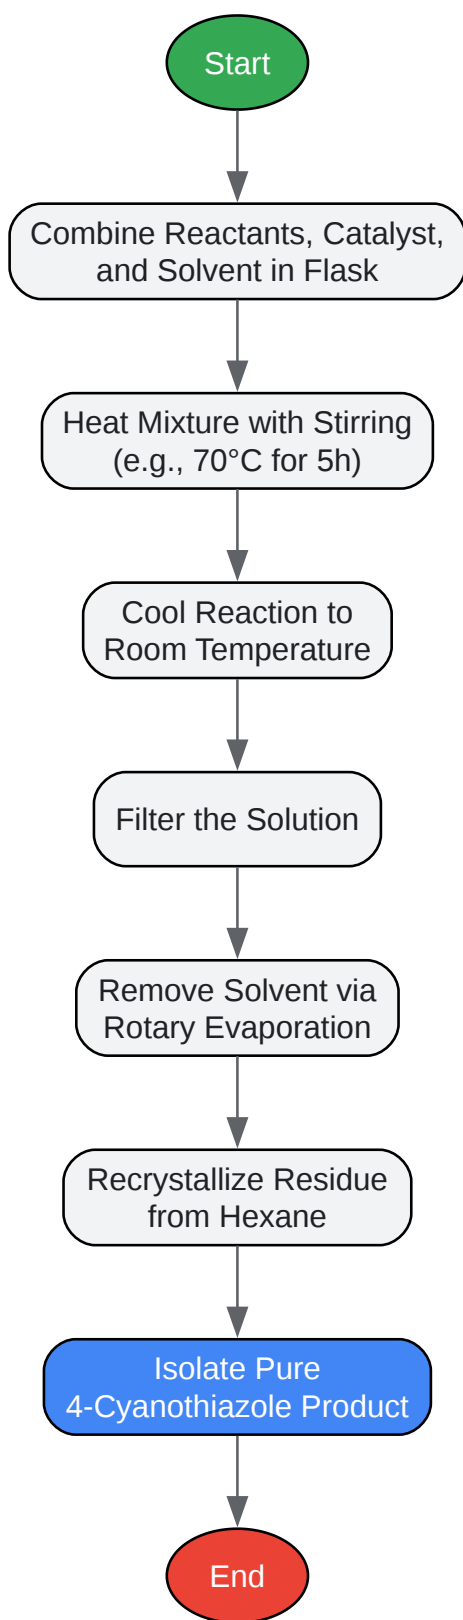 Start
Combine Reactants, Catalyst,
and Solvent in Flask
Heat Mixture with Stirring
(e.g., 70°C for 5h)
Cool Reaction to
Room Temperature
Filter the Solution
Remove Solvent via
Rotary Evaporation
Recrystallize Residue
from Hexane
Isolate Pure
4-Cyanothiazole Product
End